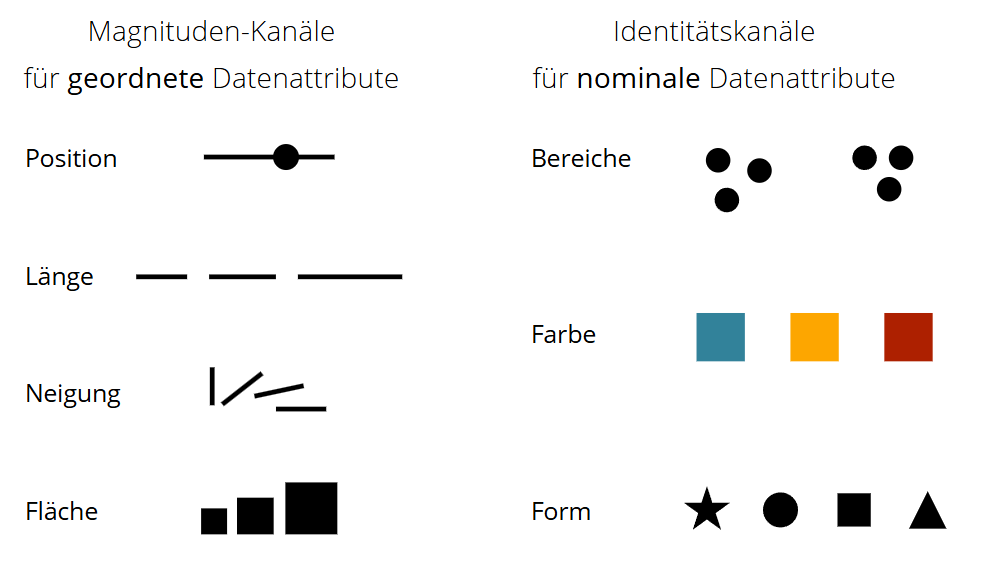 Magnituden-Kanäle
für geordnete Datenattribute
Position
Länge
Neigung
Fläche
Identitätskanäle
für nominale Datenattribute
Bereiche
Farbe
Form